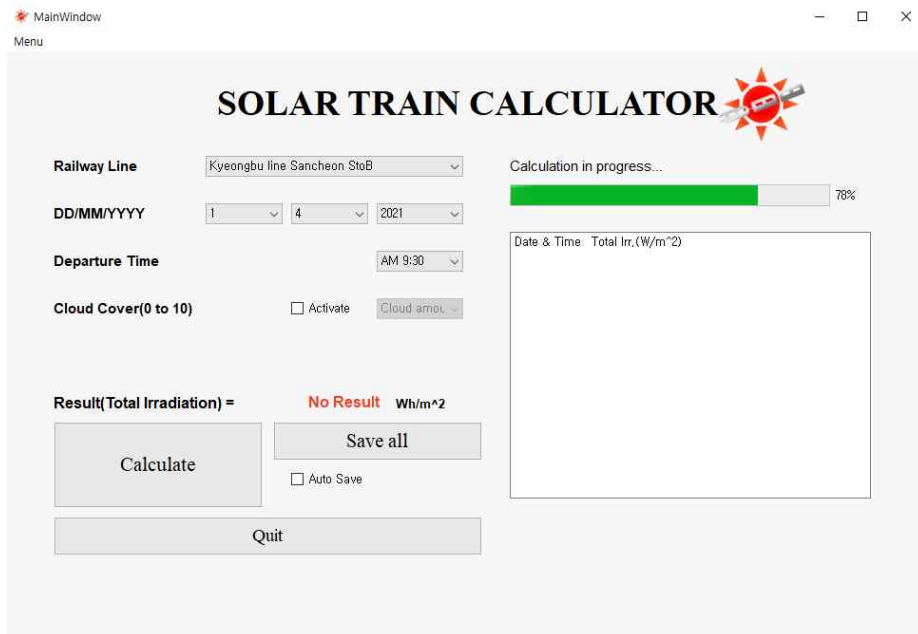 MainWindow
Menu
SOLAR TRAIN CALCULATOR
Railway Line
Kyeongbu line Sancheon StoB
DD/MM/YYYY
1
4
2021
Departure Time
AM 9:30
Cloud Cover(0 to 10)
Activate
Cloud amou
Result(Total Irradiation) =
No Result
Wh/m^2
Calculate
Save all
Auto Save
Quit
Calculation in progress...
78%
Date & Time Total Irr.(W/m^2)